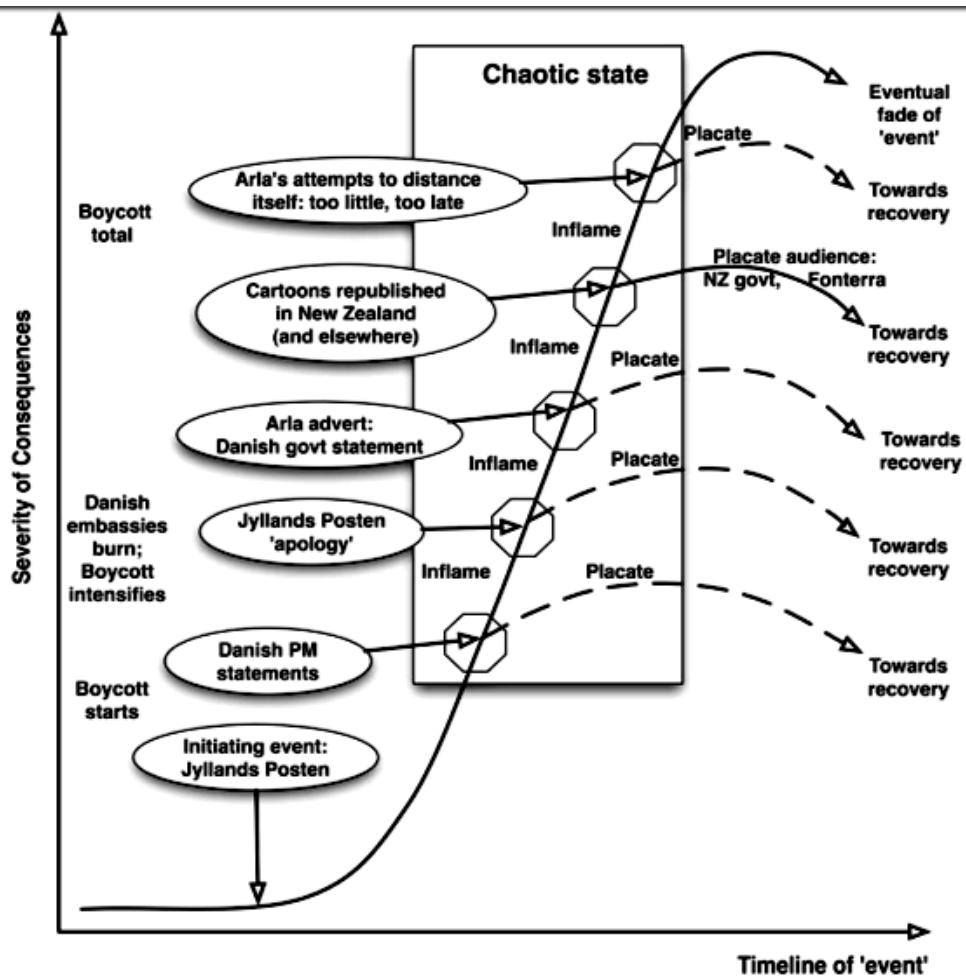 Chaotic state
Eventual
fade of
'event'
Placate
Arla's attempts to distance
itself: too little, too late
Towards
recovery
Boycott
total
Inflame
Placate audience:
NZ govt, Fonterra
Cartoons republished
in New Zealand
(and elsewhere)
Towards
recovery
Inflame
Placate
Arla advert:
Danish govt statement
Towards
recovery
Inflame
Placate
Severity of Consequences
Danish
embassies
burn;
Boycott
intensifies
Jyllands Posten
'apology'
Towards
recovery
Inflame
Placate
Danish PM
statements
Towards
recovery
Boycott
starts
Initiating event:
Jyllands Posten
Timeline of 'event'